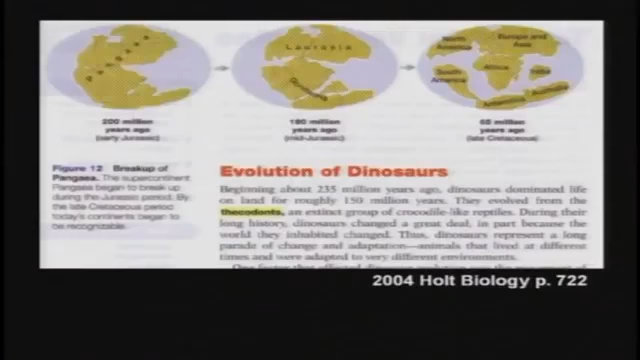 Pangaea
Laurasia
Gondwana
North America
Europe and Asia
Africa
India
South America
Antarctica
Australia
200 million
years ago
(early Jurassic)
180 million
years ago
(mid-Jurassic)
65 million
years ago
(late Cretaceous)
Figure 12 Breakup of
Pangaea. The supercontinent
Pangaea began to break up
during the Jurassic period. By
the late Cretaceous period
today's continents began to
be recognizable.
Evolution of Dinosaurs
Beginning about 235 million years ago, dinosaurs dominated life
on land for roughly 150 million years. They evolved from the
thecodonts, an extinct group of crocodile-like reptiles. During their
long history, dinosaurs changed a great deal, in part because the
world they inhabited changed. Thus, dinosaurs represent a long
parade of change and adaptation—animals that lived at different
times and were adapted to very different environments.
2004 Holt Biology p. 722